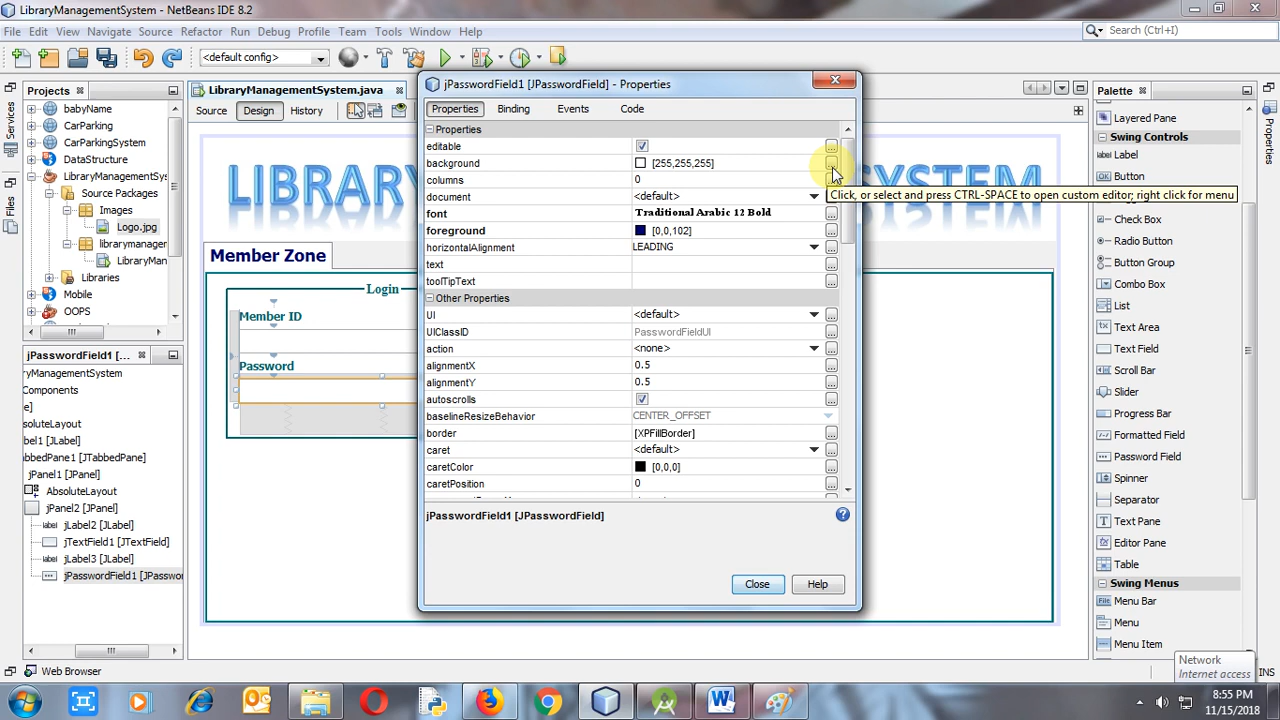 LibraryManagementSystem - NetBeans IDE 8.2
File Edit View Navigate Source Refactor Run Debug Profile Team Tools Window Help
Search (Ctrl+I)
<default config>
Projects
babyName
CarParking
CarParkingSystem
DataStructure
LibraryManagementS
Source Packages
Images
Logo.jpg
librarymanager
LibraryMan
Libraries
Mobile
OOPS
Services
Files
jPasswordField1 [...
ryManagementSystem
Components
e]
soluteLayout
bel1 [JLabel]
abbedPane1 [JTabbedPane]
jPanel1 [JPanel]
AbsoluteLayout
jPanel2 [JPanel]
jLabel2 [JLabel]
jTextField1 [JTextField]
jLabel3 [JLabel]
jPasswordField1 [JPasswor
Web Browser
LibraryManagementSystem.java
Source Design History
LIBRARY
SYSTEM
Member Zone
Login
Member ID
Password
jPasswordField1 [JPasswordField] - Properties
Properties Binding Events Code
Properties
editable
background [255,255,255]
columns 0
document <default>
font Traditional Arabic 12 Bold
foreground [0,0,102]
horizontalAlignment LEADING
text
toolTipText
Other Properties
UI <default>
UIClassID PasswordFieldUI
action <none>
alignmentX 0.5
alignmentY 0.5
autoscrolls
baselineResizeBehavior CENTER_OFFSET
border [XPFillBorder]
caret <default>
caretColor [0,0,0]
caretPosition 0
jPasswordField1 [JPasswordField]
Close Help
Click, or select and press CTRL-SPACE to open custom editor; right click for menu
Palette
Layered Pane
Swing Controls
Label
Button
Check Box
Radio Button
Button Group
Combo Box
List
Text Area
Text Field
Scroll Bar
Slider
Progress Bar
Formatted Field
Password Field
Spinner
Separator
Text Pane
Editor Pane
Table
Swing Menus
Menu Bar
Menu
Menu Item
Properties
Network
Internet access
INS
8:55 PM
11/15/2018